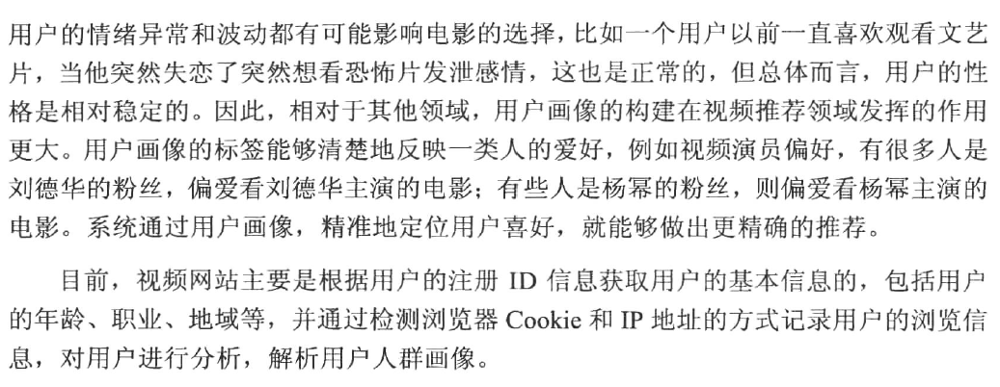 用户的情绪异常和波动都有可能影响电影的选择，比如一个用户以前一直喜欢观看文艺
片，当他突然失恋了突然想看恐怖片发泄感情，这也是正常的，但总体而言，用户的性
格是相对稳定的。因此，相对于其他领域，用户画像的构建在视频推荐领域发挥的作用
更大。用户画像的标签能够清楚地反映一类人的爱好，例如视频演员偏好，有很多人是
刘德华的粉丝，偏爱看刘德华主演的电影；有些人是杨幂的粉丝，则偏爱看杨幂主演的
电影。系统通过用户画像，精准地定位用户喜好，就能够做出更精确的推荐。
目前，视频网站主要是根据用户的注册 ID 信息获取用户的基本信息的，包括用户
的年龄、职业、地域等，并通过检测浏览器 Cookie 和 IP 地址的方式记录用户的浏览信
息，对用户进行分析，解析用户人群画像。